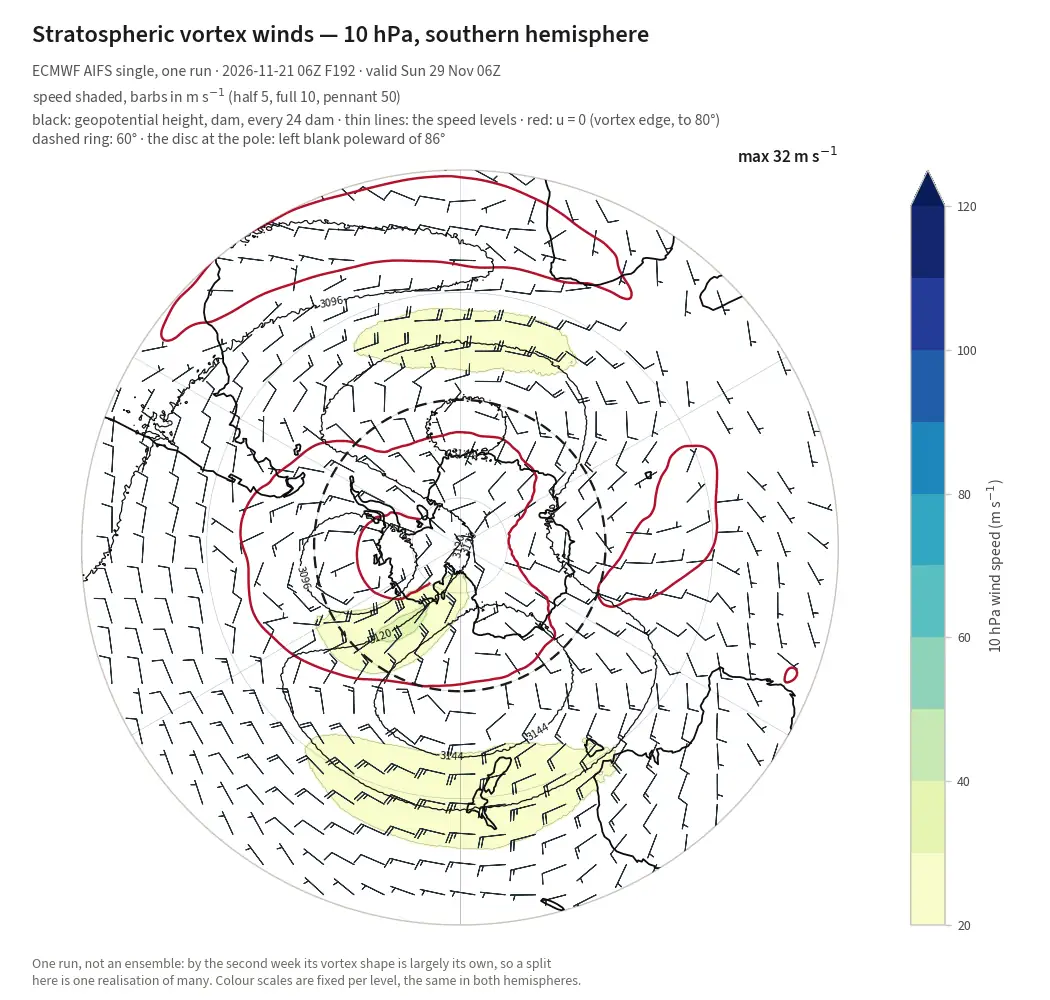 Stratospheric vortex winds — 10 hPa, southern hemisphere
ECMWF AIFS single, one run · 2026-11-21 06Z F192 · valid Sun 29 Nov 06Z
speed shaded, barbs in m s⁻¹ (half 5, full 10, pennant 50)
black: geopotential height, dam, every 24 dam · thin lines: the speed levels · red: u = 0 (vortex edge, to 80°)
dashed ring: 60° · the disc at the pole: left blank poleward of 86°
max 32 m s⁻¹
120
100
80
60
40
20
10 hPa wind speed (m s⁻¹)
3096
3096
3144
3144
One run, not an ensemble: by the second week its vortex shape is largely its own, so a split
here is one realisation of many. Colour scales are fixed per level, the same in both hemispheres.